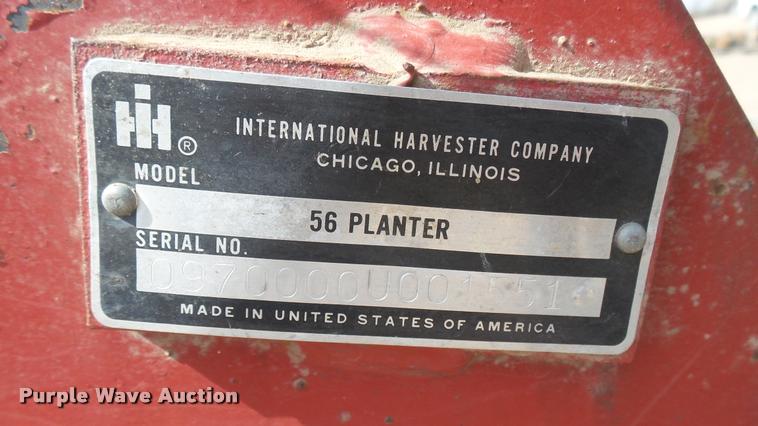 IH ®
INTERNATIONAL HARVESTER COMPANY
CHICAGO, ILLINOIS
MODEL
56 PLANTER
SERIAL NO.
MADE IN UNITED STATES OF AMERICA
Purple Wave Auction